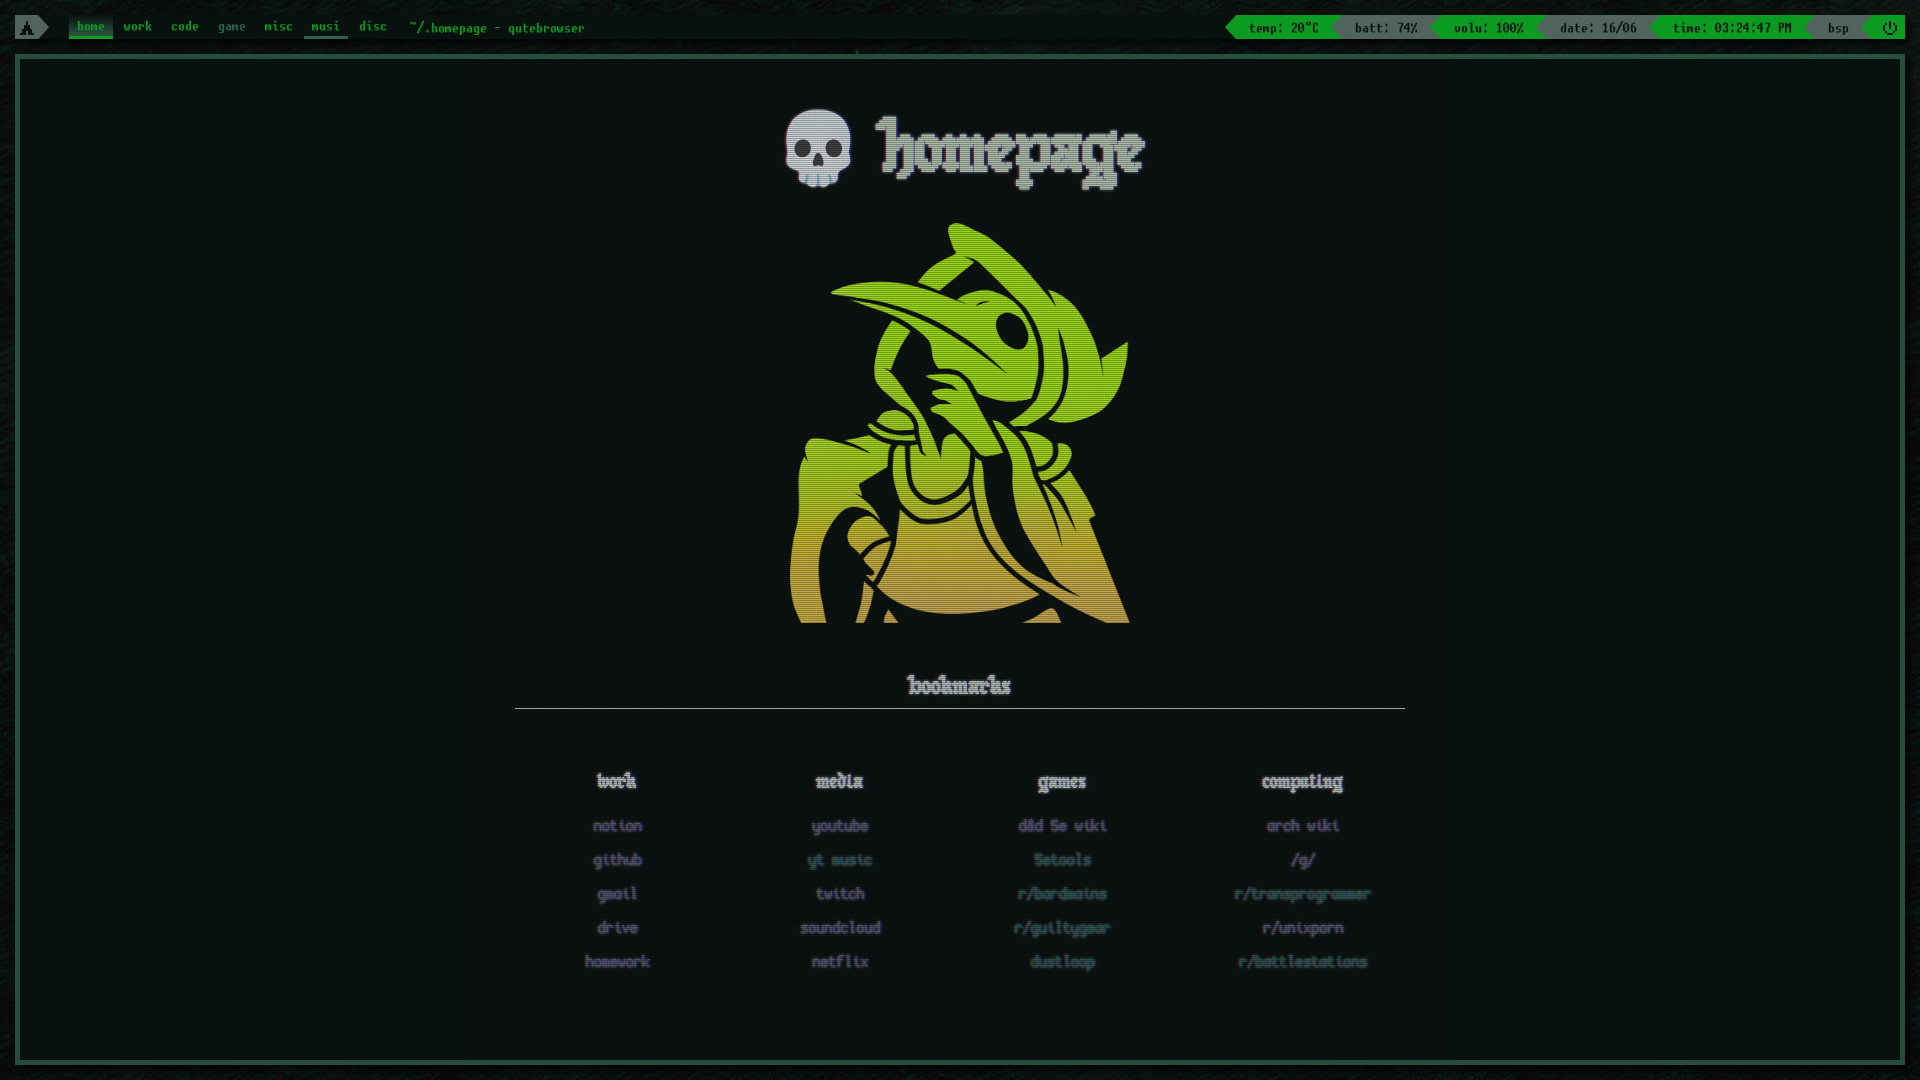 home work code game misc musi disc ~/.homepage - qutebrowser temp: 20°C batt: 74% volu: 100% date: 16/06 time: 03:24:47 PM bsp
homepage
bookmarks
work media games computing
notion youtube d&d 5e wiki arch wiki
github yt music 5etools /g/
gmail twitch r/bardmains r/transprogrammer
drive soundcloud r/guiltygear r/unixporn
homework netflix dustloop r/battlestations